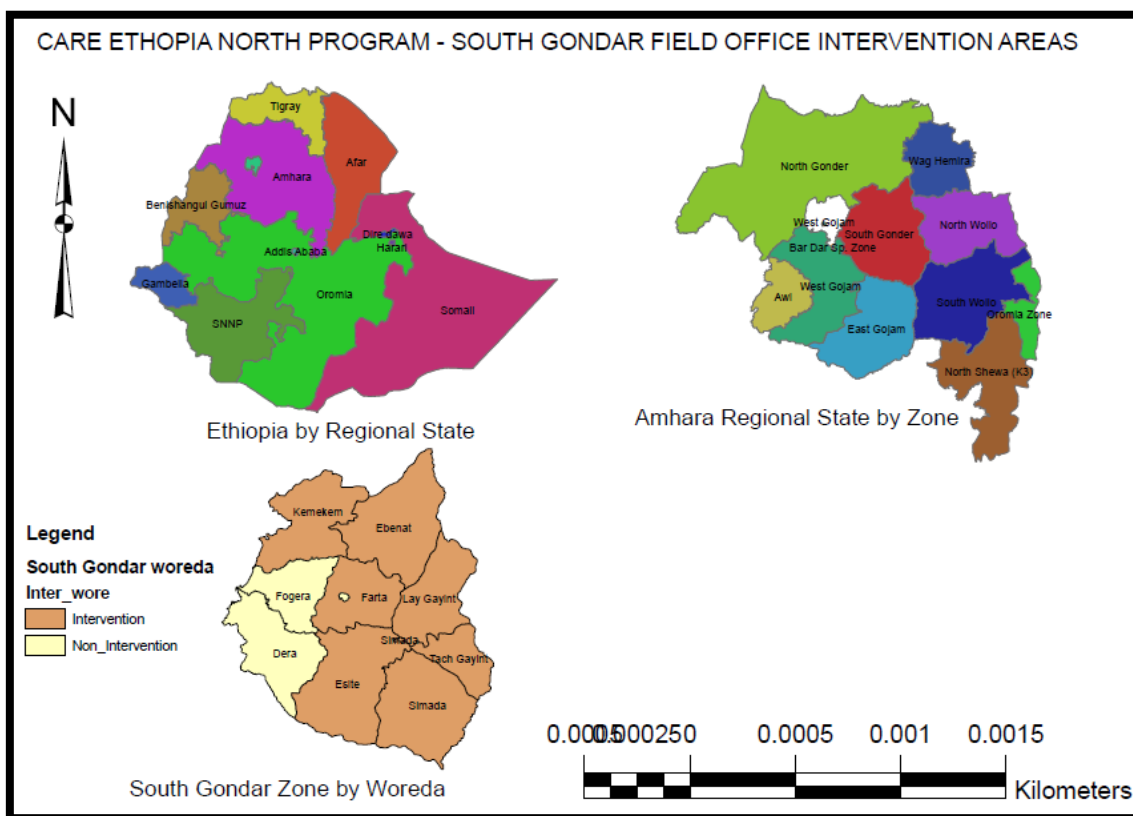 CARE ETHOPIA NORTH PROGRAM - SOUTH GONDAR FIELD OFFICE INTERVENTION AREAS
N
Tigray
Afar
Amhara
Benishangul Gumuz
Dire dawa
Harari
Addis Ababa
Gambella
Oromia
Somali
SNNP
Ethiopia by Regional State
North Gonder
Wag Hemira
West Gojam
South Gonder
North Wollo
Bar Dar Sp. Zone
West Gojam
Awi
South Wollo
Oromia Zone
East Gojam
North Shewa (K3)
Amhara Regional State by Zone
Legend
South Gondar woreda
Inter_wore
Intervention
Non_Intervention
Kemekem
Ebenat
Fogera
Farta
Lay Gayint
Simada
Dera
Tach Gayint
Esite
Simada
South Gondar Zone by Woreda
0.0005 0.000250 0.0005 0.001 0.0015
Kilometers